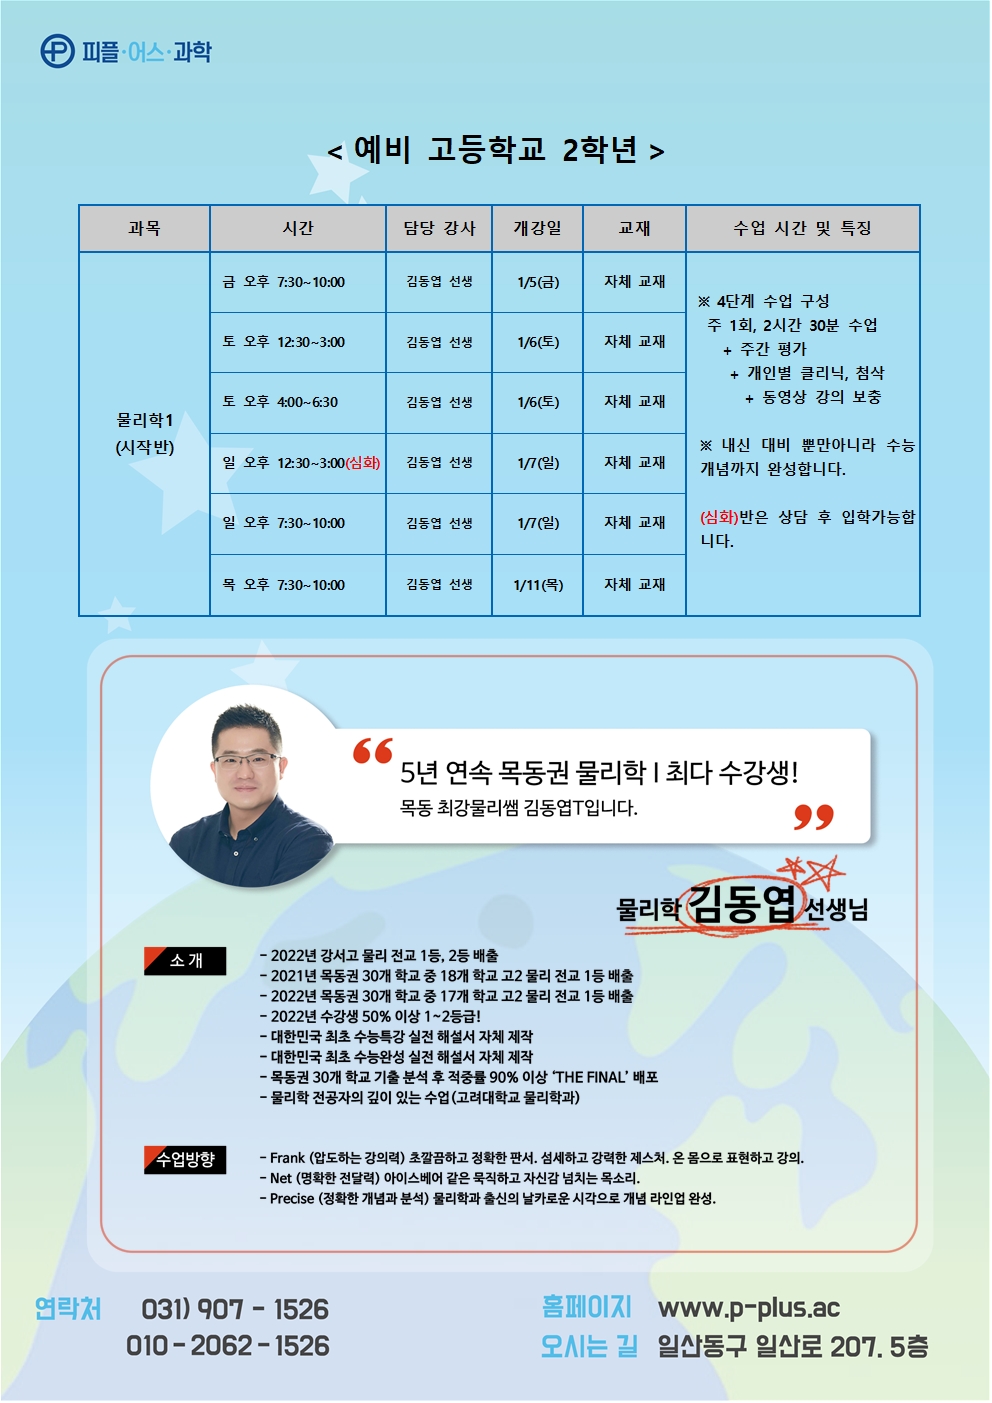 피플·어스·과학
< 예비 고등학교 2학년 >
과목 시간 담당 강사 개강일 교재 수업 시간 및 특징
물리학1
(시작반)
금 오후 7:30~10:00 김동엽 선생 1/5(금) 자체 교재
토 오후 12:30~3:00 김동엽 선생 1/6(토) 자체 교재
토 오후 4:00~6:30 김동엽 선생 1/6(토) 자체 교재
일 오후 12:30~3:00(심화) 김동엽 선생 1/7(일) 자체 교재
일 오후 7:30~10:00 김동엽 선생 1/7(일) 자체 교재
목 오후 7:30~10:00 김동엽 선생 1/11(목) 자체 교재
※ 4단계 수업 구성
주 1회, 2시간 30분 수업
+ 주간 평가
+ 개인별 클리닉, 첨삭
+ 동영상 강의 보충
※ 내신 대비 뿐만아니라 수능
개념까지 완성합니다.
(심화)반은 상담 후 입학가능합
니다.
“ 5년 연속 목동권 물리학 I 최다 수강생!
목동 최강물리쌤 김동엽T입니다. ”
물리학 김동엽 선생님
소 개
- 2022년 강서고 물리 전교 1등, 2등 배출
- 2021년 목동권 30개 학교 중 18개 학교 고2 물리 전교 1등 배출
- 2022년 목동권 30개 학교 중 17개 학교 고2 물리 전교 1등 배출
- 2022년 수강생 50% 이상 1~2등급!
- 대한민국 최초 수능특강 실전 해설서 자체 제작
- 대한민국 최초 수능완성 실전 해설서 자체 제작
- 목동권 30개 학교 기출 분석 후 적중률 90% 이상 ‘THE FINAL’ 배포
- 물리학 전공자의 깊이 있는 수업(고려대학교 물리학과)
수업방향
- Frank (압도하는 강의력) 초깔끔하고 정확한 판서. 섬세하고 강력한 제스처. 온 몸으로 표현하고 강의.
- Net (명확한 전달력) 아이스베어 같은 묵직하고 자신감 넘치는 목소리.
- Precise (정확한 개념과 분석) 물리학과 출신의 날카로운 시각으로 개념 라인업 완성.
연락처 031) 907 - 1526
010 - 2062 - 1526
홈페이지 www.p-plus.ac
오시는 길 일산동구 일산로 207. 5층